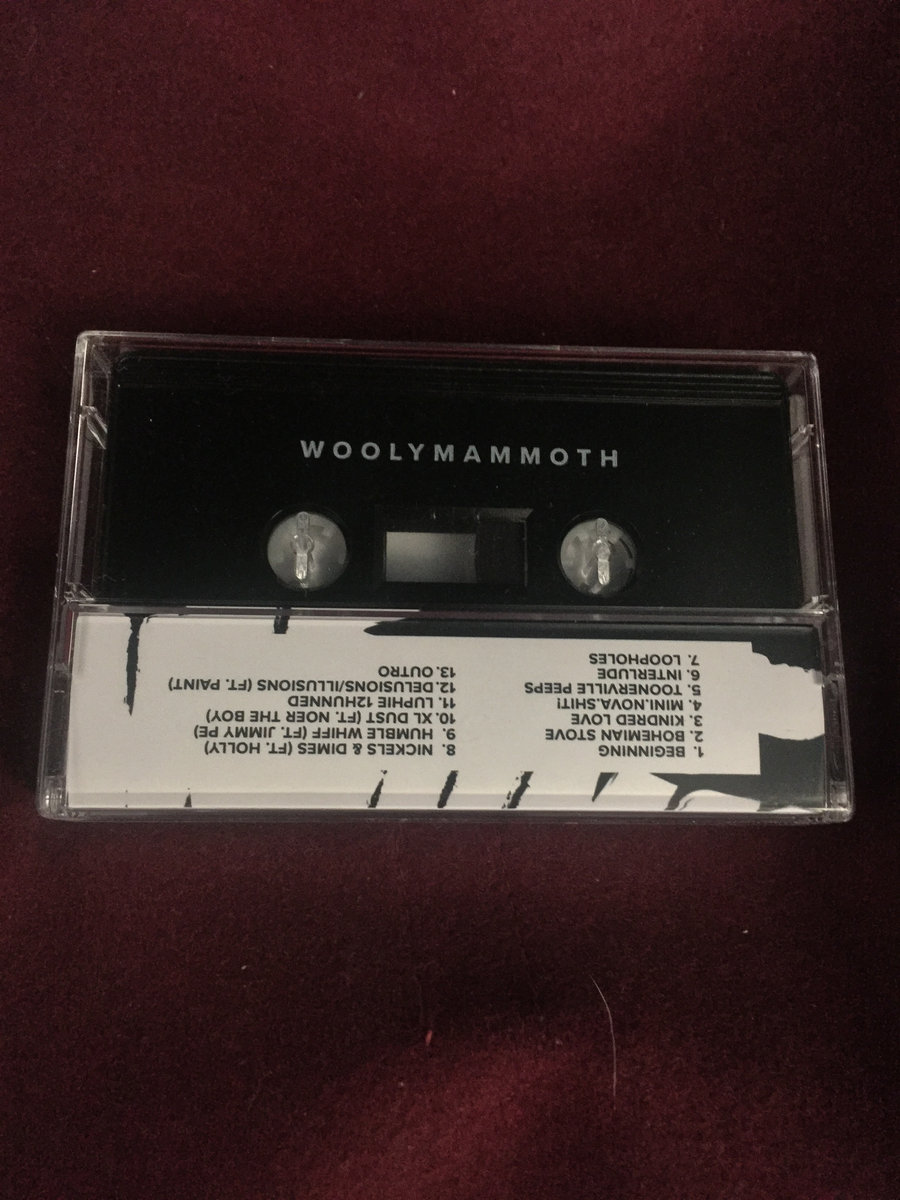 WOOLYMAMMOTH
1. BEGINNING
2. BOHEMIAN STOVE
3. KINDRED LOVE
4. MINI.NOVA.SHIT!
5. TOONERVILLE PEEPS
6. INTERLUDE
7. LOOPHOLES
8. NICKELS & DIMES (FT. HOLLY)
9. HUMBLE WHIFF (FT. JIMMY PE)
10. XL DUST (FT. NOER THE BOY)
11. LUPHIE 12HUNNED
12. DELUSIONS/ILLUSIONS (FT. PAINT)
13. OUTRO